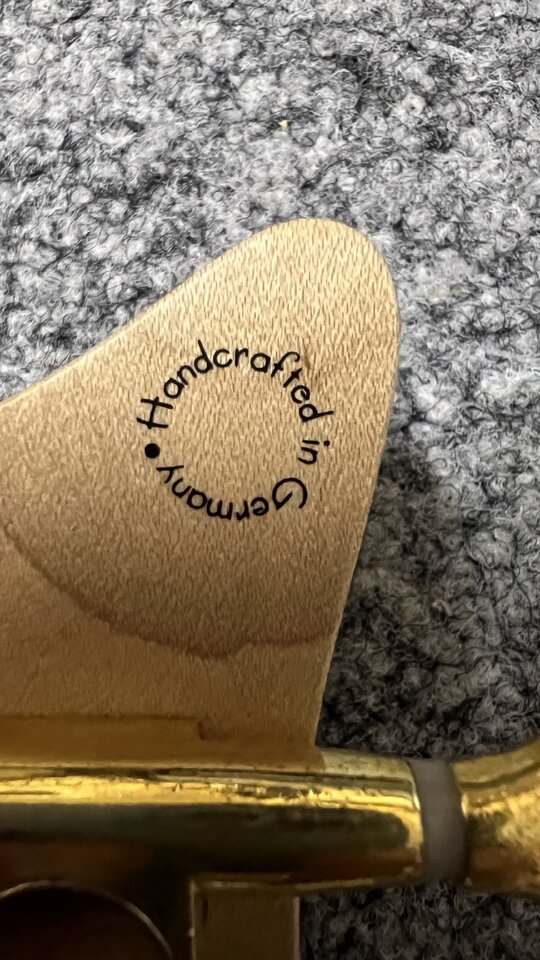 Handcrafted in Germany •